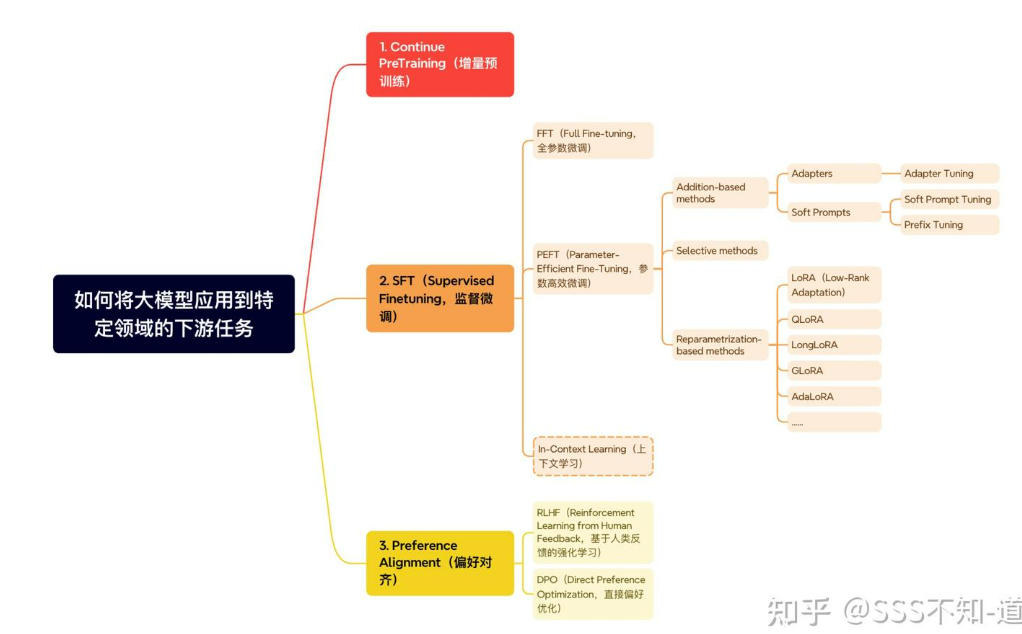 如何将大模型应用到特
定领域的下游任务
1. Continue
PreTraining（增量预
训练）
2. SFT（Supervised
Finetuning，监督微
调）
FFT（Full Fine-tuning，
全参数微调）
PEFT（Parameter-
Efficient Fine-Tuning，参
数高效微调）
Addition-based
methods
Adapters
Adapter Tuning
Soft Prompts
Soft Prompt Tuning
Prefix Tuning
Selective methods
Reparametrization-
based methods
LoRA（Low-Rank
Adaptation）
QLoRA
LongLoRA
GLoRA
AdaLoRA
......
In-Context Learning（上
下文学习）
3. Preference
Alignment（偏好对
齐）
RLHF（Reinforcement
Learning from Human
Feedback，基于人类反
馈的强化学习）
DPO（Direct Preference
Optimization，直接偏好
优化）
知乎 @SSS不知-道